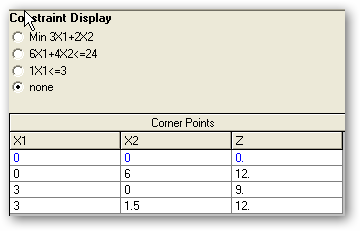 Constraint Display
Min 3X1+2X2
6X1+4X2<=24
1X1<=3
none
Corner Points
X1 X2 Z
0 0 0.
0 6 12.
3 0 9.
3 1.5 12.